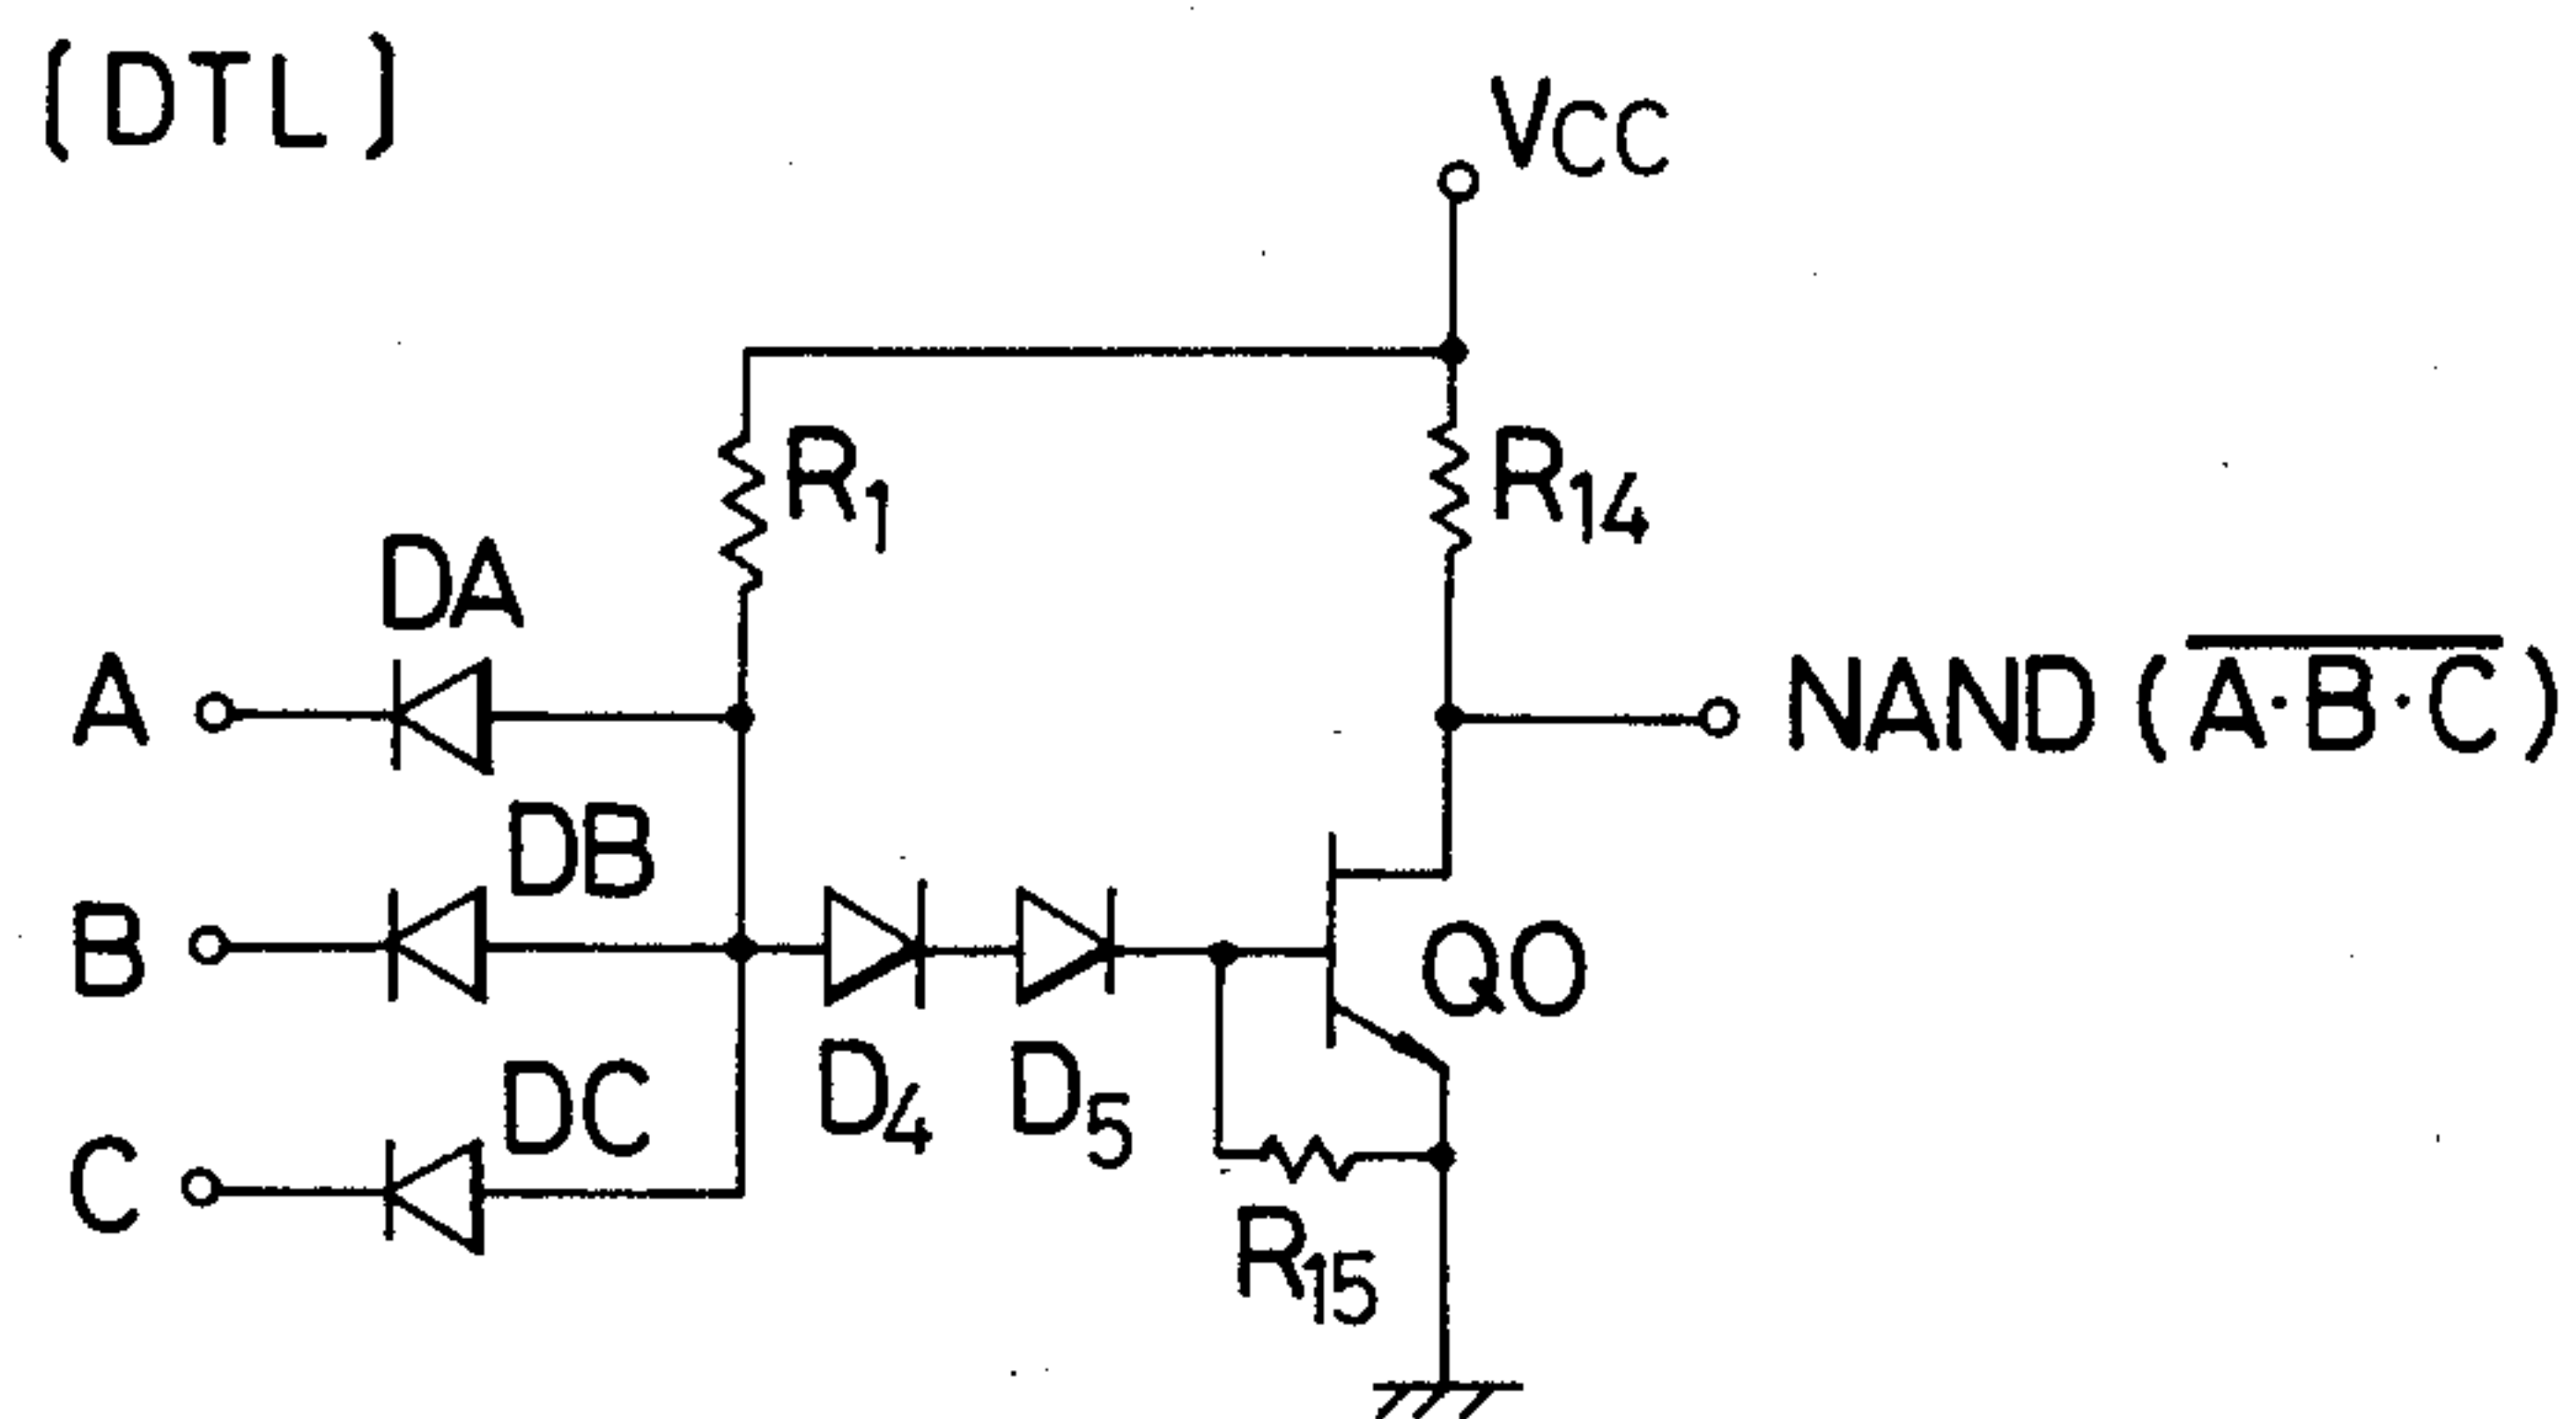 (DTL)
VCC
R1
R14
DA
A
NAND (A·B·C)
DB
B
QO
D4
D5
DC
C
R15